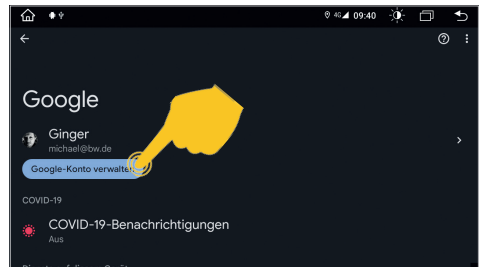 4G 09:40
Google
Ginger
michael@bw.de
Google-Konto verwalten
COVID-19
COVID-19-Benachrichtigungen
Aus